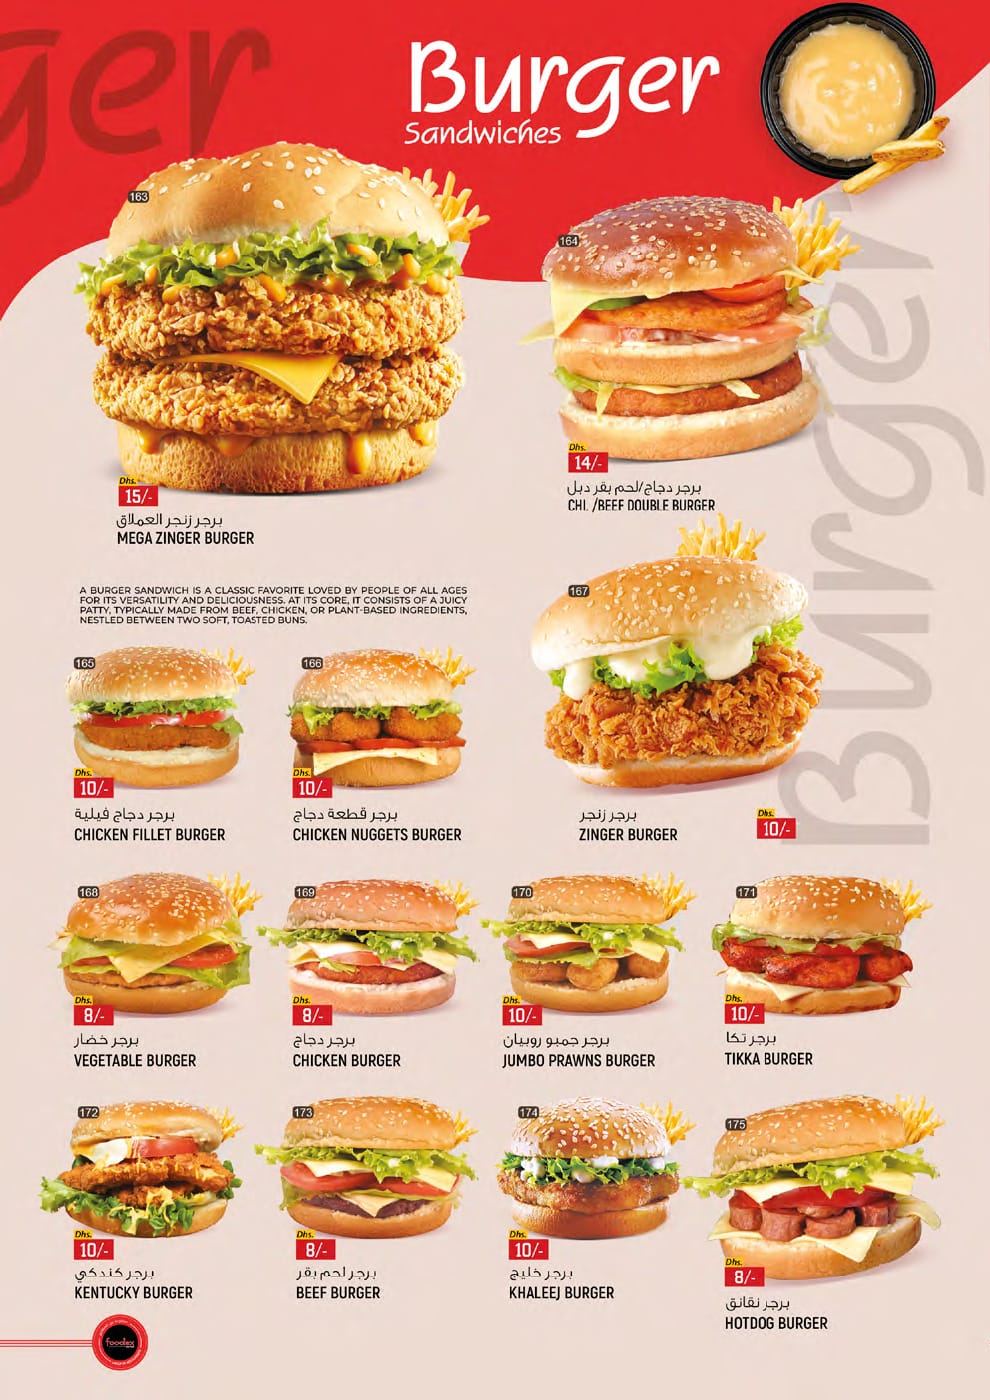 ger
Burger
Sandwiches
Burger
163
Dhs.
15/-
برجر زنجر العملاق
MEGA ZINGER BURGER
164
Dhs.
14/-
برجر دجاج/لحم بقر دبل
CHI. /BEEF DOUBLE BURGER
A BURGER SANDWICH IS A CLASSIC FAVORITE LOVED BY PEOPLE OF ALL AGES
FOR ITS VERSATILITY AND DELICIOUSNESS. AT ITS CORE, IT CONSISTS OF A JUICY
PATTY, TYPICALLY MADE FROM BEEF, CHICKEN, OR PLANT-BASED INGREDIENTS,
NESTLED BETWEEN TWO SOFT, TOASTED BUNS.
165
Dhs.
10/-
برجر دجاج فيلية
CHICKEN FILLET BURGER
166
Dhs.
10/-
برجر قطعة دجاج
CHICKEN NUGGETS BURGER
167
برجر زنجر
ZINGER BURGER
Dhs.
10/-
168
Dhs.
8/-
برجر خضار
VEGETABLE BURGER
169
Dhs.
8/-
برجر دجاج
CHICKEN BURGER
170
Dhs.
10/-
برجر جمبو روبيان
JUMBO PRAWNS BURGER
171
Dhs.
10/-
برجر تكا
TIKKA BURGER
172
Dhs.
10/-
برجر كندكي
KENTUCKY BURGER
173
Dhs.
8/-
برجر لحم بقر
BEEF BURGER
174
Dhs.
10/-
برجر خليج
KHALEEJ BURGER
175
Dhs.
8/-
برجر نقانق
HOTDOG BURGER
foodex